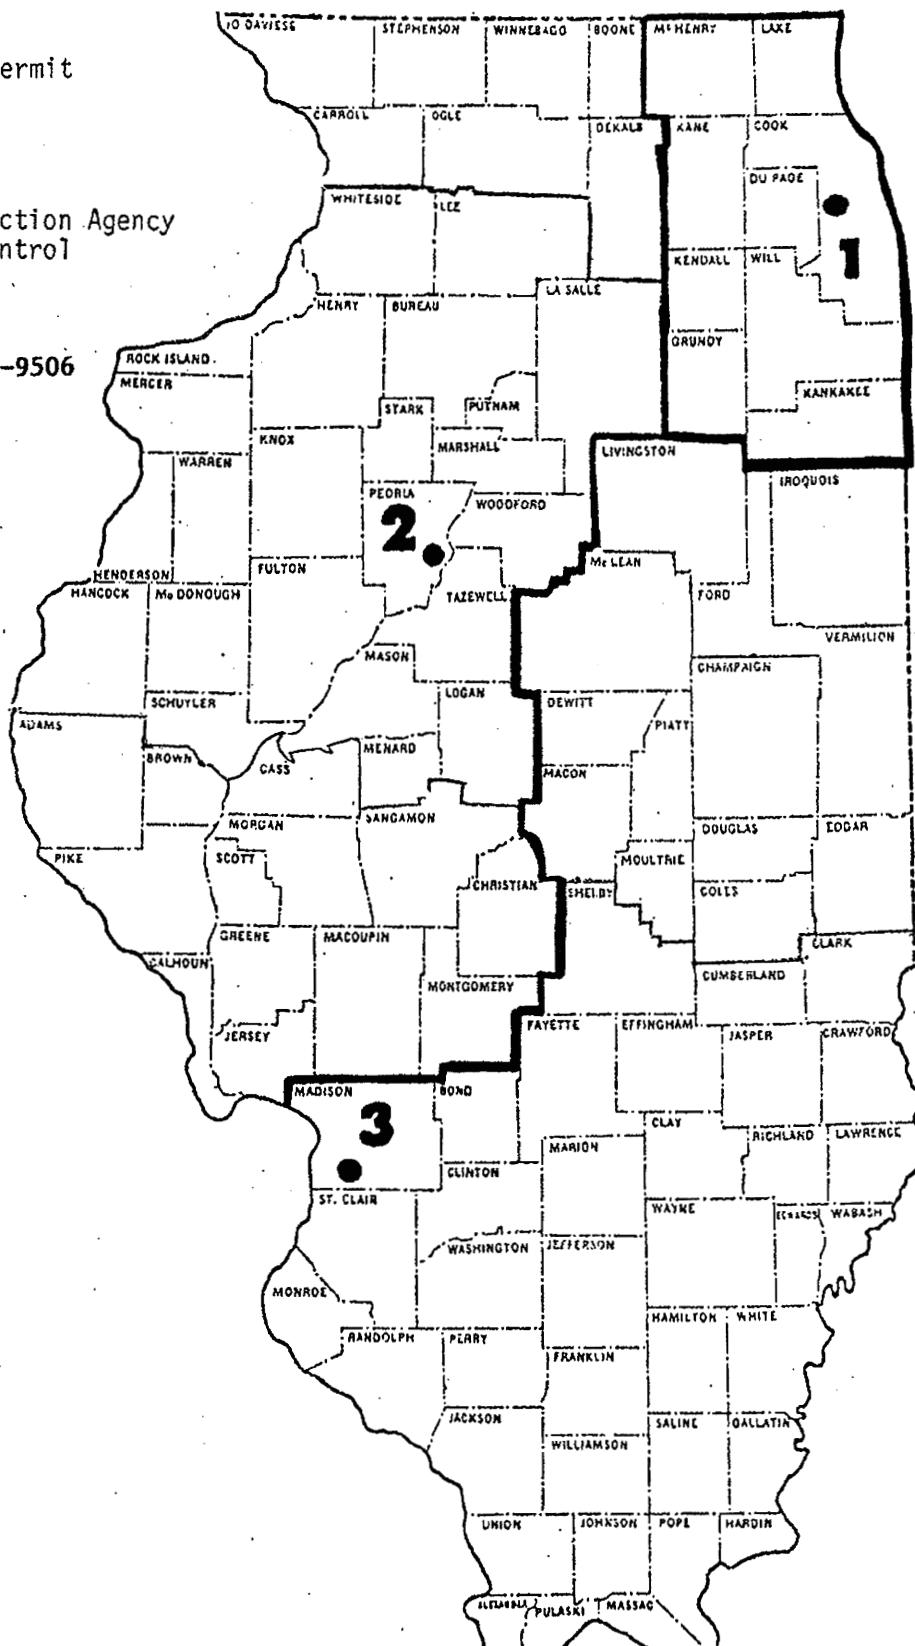 JO DAVIESS STEPHENSON WINNEBAGO BOONE McHENRY LAKE
ermit
CARROLL OGLE DEKALB KANE COOK
DU PAGE
ction Agency
WHITESIDE LEE
ntrol
1
KENDALL WILL
LA SALLE
HENRY BUREAU
GRUNDY
ROCK ISLAND
-9506
MERCER
KANKAKEE
STARK PUTNAM
KNOX
MARSHALL
LIVINGSTON
WARREN
IROQUOIS
PEORIA
WOODFORD
2
McLEAN
FULTON
HENDERSON
HANCOCK McDONOUGH TAZEWELL FORD
VERMILION
MASON
CHAMPAIGN
LOGAN
SCHUYLER DEWITT
ADAMS PIATT
MENARD
BROWN
CASS MACON
SANGAMON
MORGAN DOUGLAS EDGAR
PIKE SCOTT MOULTRIE
CHRISTIAN SHELBY COLES
GREENE MACOUPIN
CLARK
CALHOUN
CUMBERLAND
MONTGOMERY
FAYETTE EFFINGHAM
JERSEY JASPER CRAWFORD
MADISON BOND
3
CLAY
RICHLAND LAWRENCE
MARION
CLINTON
ST. CLAIR
WAYNE EDWARDS WABASH
WASHINGTON JEFFERSON
MONROE
HAMILTON WHITE
RANDOLPH PERRY
FRANKLIN
JACKSON SALINE GALLATIN
WILLIAMSON
UNION JOHNSON POPE HARDIN
PULASKI MASSAC